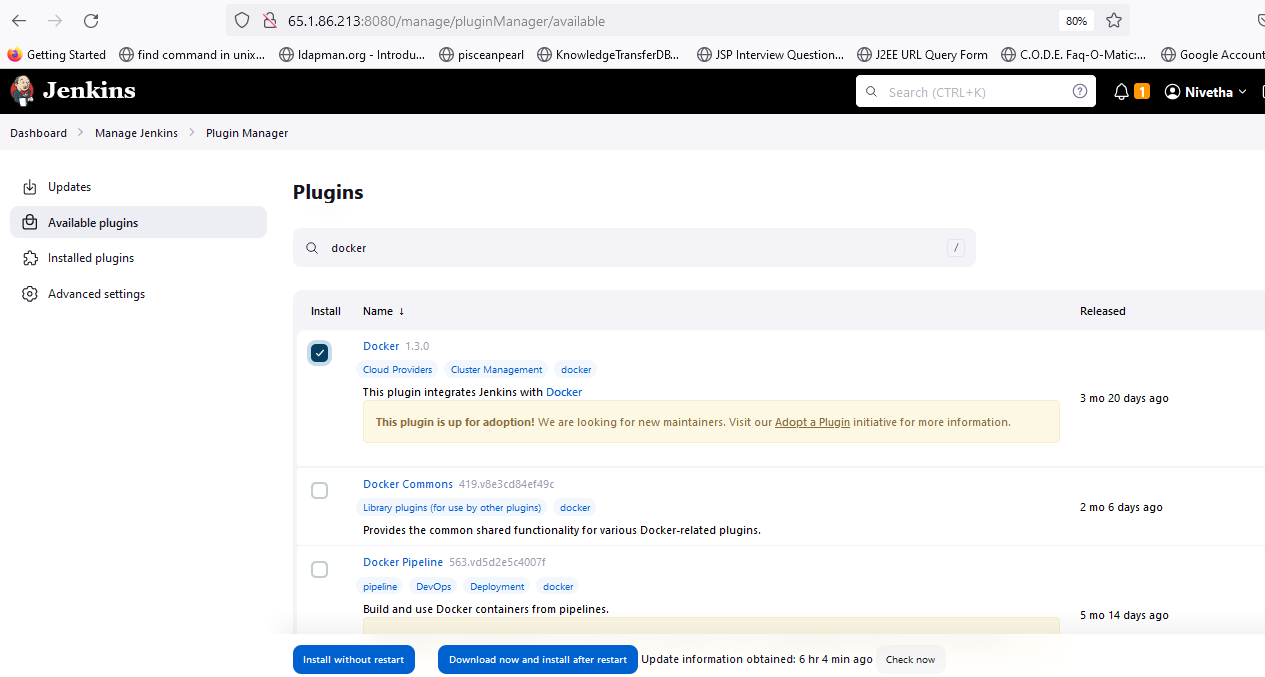 65.1.86.213:8080/manage/pluginManager/available 80%
Getting Started find command in unix... ldapman.org - Introdu... pisceanpearl KnowledgeTransferDB... JSP Interview Question... J2EE URL Query Form C.O.D.E. Faq-O-Matic:... Google Account
Jenkins Search (CTRL+K) ? 1 Nivetha
Dashboard Manage Jenkins Plugin Manager
Updates
Available plugins
Installed plugins
Advanced settings
Plugins
docker /
Install Name ↓ Released
Docker 1.3.0
Cloud Providers Cluster Management docker
This plugin integrates Jenkins with Docker
This plugin is up for adoption! We are looking for new maintainers. Visit our Adopt a Plugin initiative for more information.
3 mo 20 days ago
Docker Commons 419.v8e3cd84ef49c
Library plugins (for use by other plugins) docker
Provides the common shared functionality for various Docker-related plugins.
2 mo 6 days ago
Docker Pipeline 563.vd5d2e5c4007f
pipeline DevOps Deployment docker
Build and use Docker containers from pipelines.
5 mo 14 days ago
Install without restart Download now and install after restart Update information obtained: 6 hr 4 min ago Check now